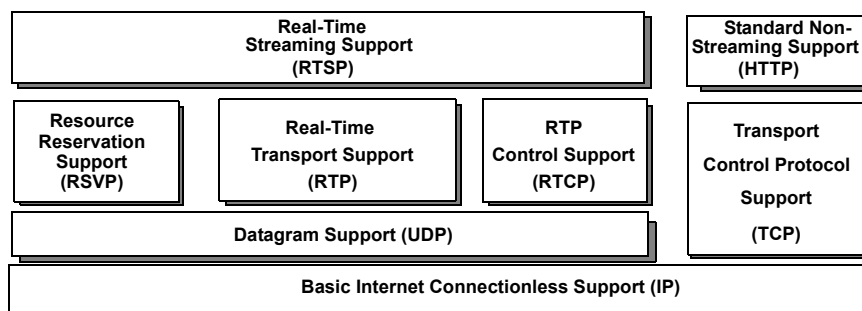 Real-Time
Streaming Support
(RTSP)
Standard Non-
Streaming Support
(HTTP)
Resource
Reservation
Support
(RSVP)
Real-Time
Transport Support
(RTP)
RTP
Control Support
(RTCP)
Transport
Control Protocol
Support
(TCP)
Datagram Support (UDP)
Basic Internet Connectionless Support (IP)